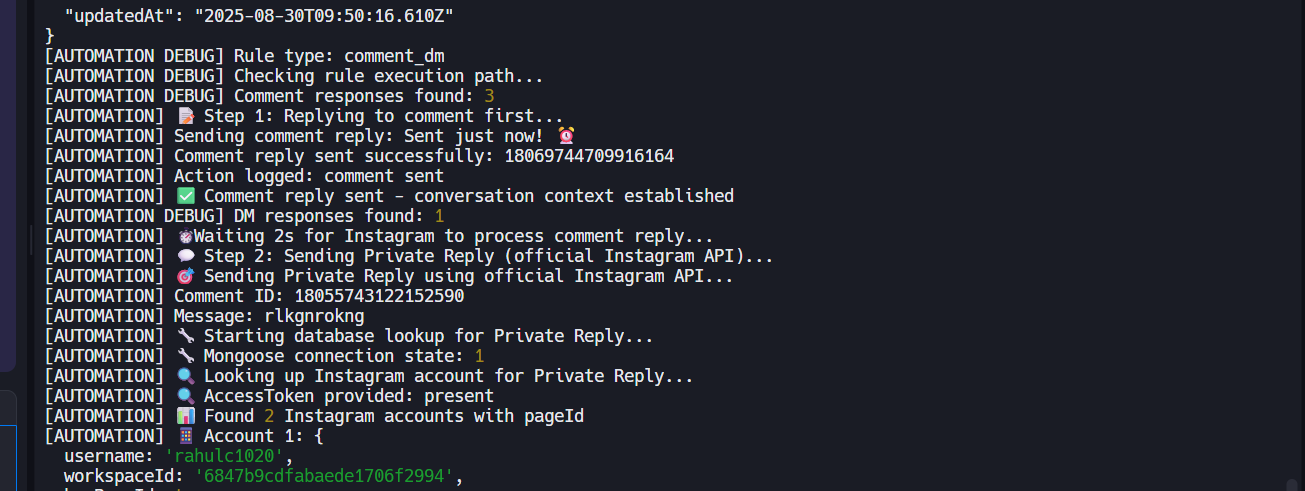 "updatedAt": "2025-08-30T09:50:16.610Z"
}
[AUTOMATION DEBUG] Rule type: comment_dm
[AUTOMATION DEBUG] Checking rule execution path...
[AUTOMATION DEBUG] Comment responses found: 3
[AUTOMATION] 📝 Step 1: Replying to comment first...
[AUTOMATION] Sending comment reply: Sent just now! ⏰
[AUTOMATION] Comment reply sent successfully: 18069744709916164
[AUTOMATION] Action logged: comment sent
[AUTOMATION] ✅ Comment reply sent - conversation context established
[AUTOMATION DEBUG] DM responses found: 1
[AUTOMATION] ⏱️Waiting 2s for Instagram to process comment reply...
[AUTOMATION] 💬 Step 2: Sending Private Reply (official Instagram API)...
[AUTOMATION] 🎯 Sending Private Reply using official Instagram API...
[AUTOMATION] Comment ID: 18055743122152590
[AUTOMATION] Message: rlkgnrokng
[AUTOMATION] 🔧 Starting database lookup for Private Reply...
[AUTOMATION] 🔧 Mongoose connection state: 1
[AUTOMATION] 🔍 Looking up Instagram account for Private Reply...
[AUTOMATION] 🔍 AccessToken provided: present
[AUTOMATION] 📊 Found 2 Instagram accounts with pageId
[AUTOMATION] 📱 Account 1: {
username: 'rahulc1020',
workspaceId: '6847b9cdfabaede1706f2994',